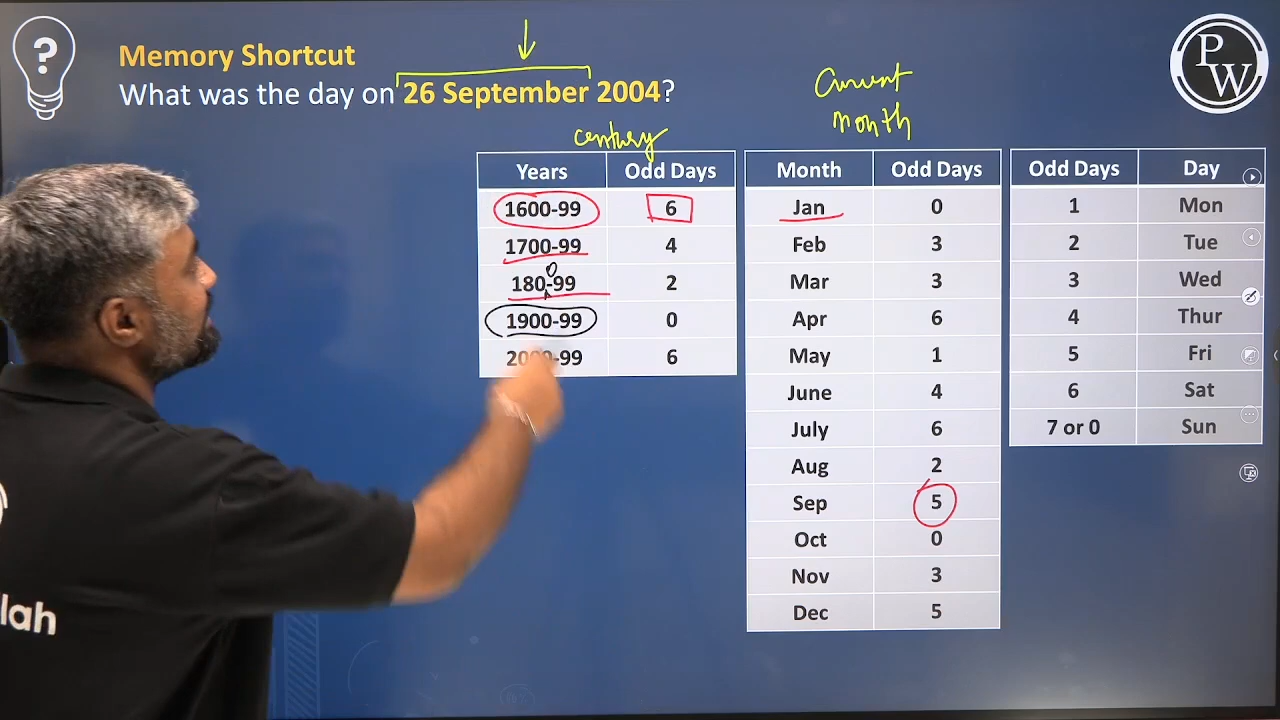 ?
Memory Shortcut
What was the day on 26 September 2004?
PW
Current
month
century
Years Odd Days
1600-99 6
1700-99 4
1800-99 2
1900-99 0
2000-99 6
Month Odd Days
Jan 0
Feb 3
Mar 3
Apr 6
May 1
June 4
July 6
Aug 2
Sep 5
Oct 0
Nov 3
Dec 5
Odd Days Day
1 Mon
2 Tue
3 Wed
4 Thur
5 Fri
6 Sat
7 or 0 Sun
lah